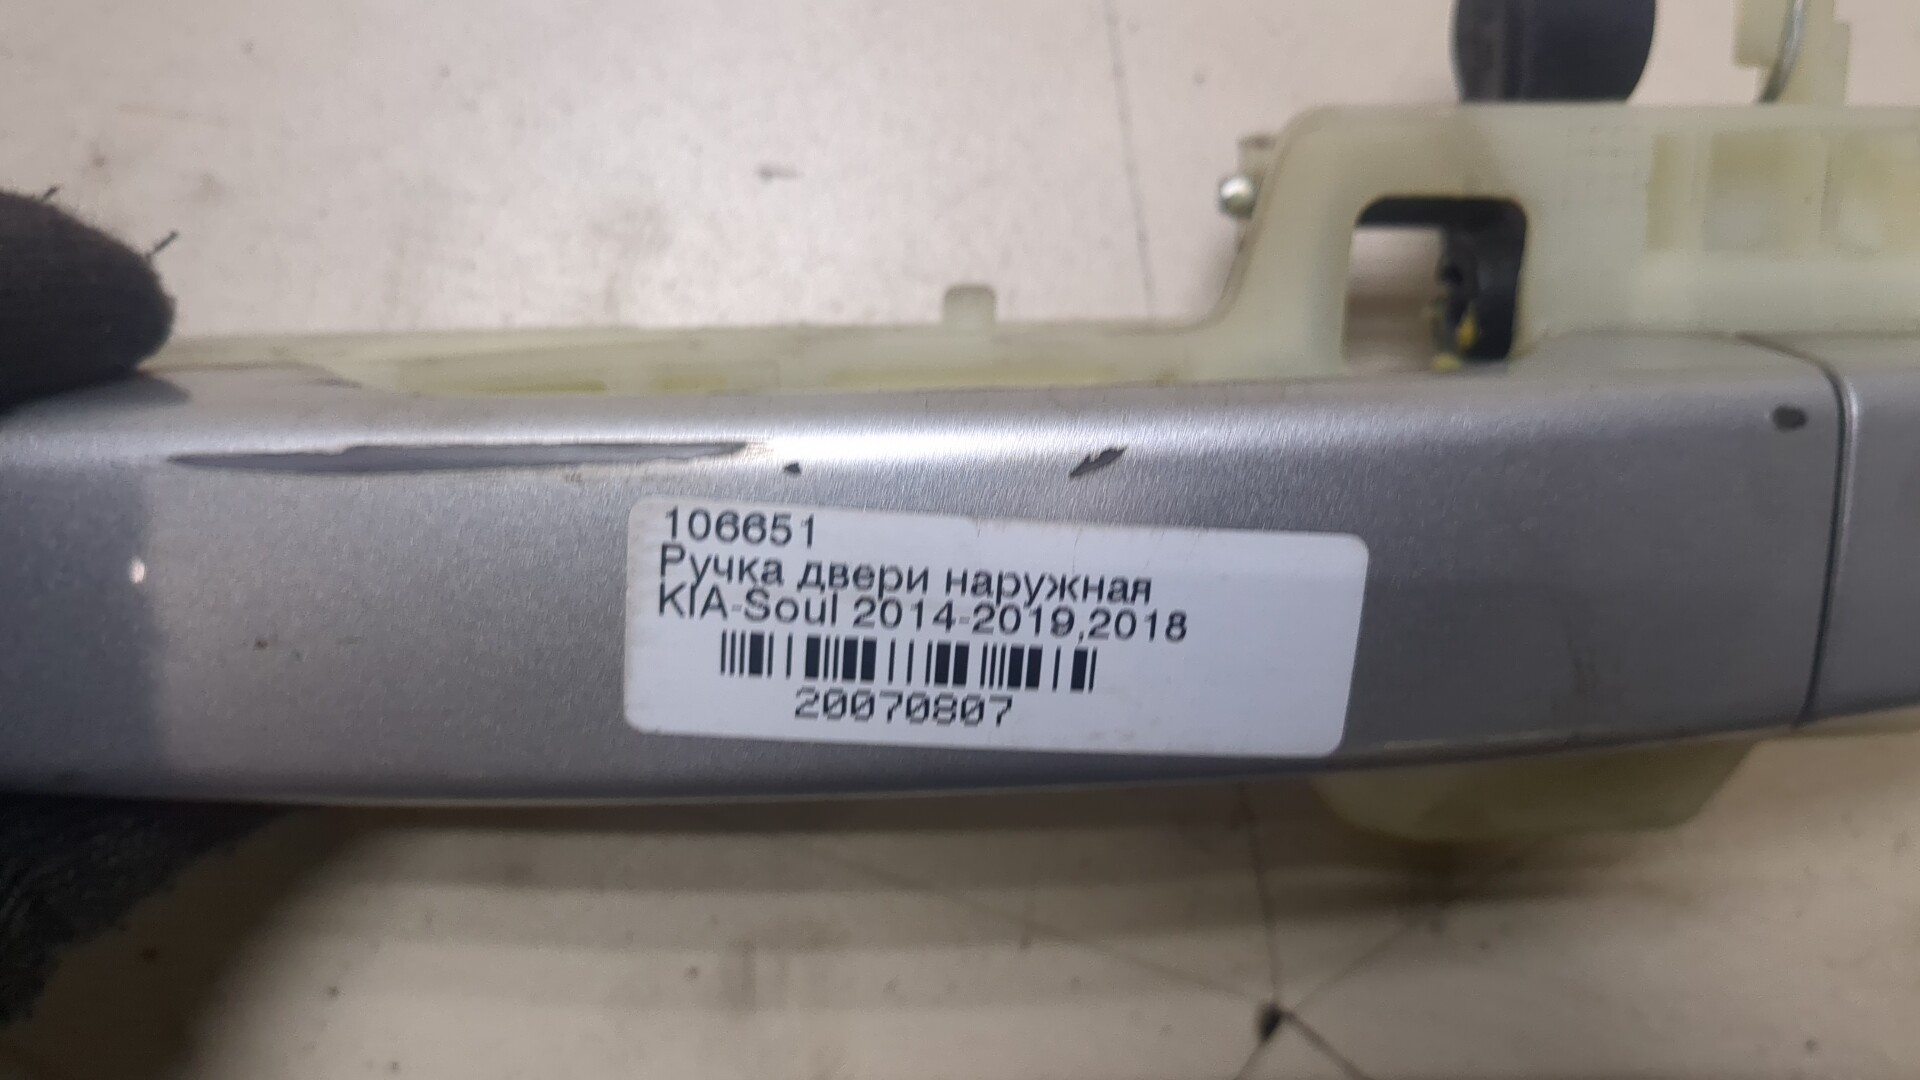 106651
Ручка двери наружная
KIA-Soul 2014-2019,2018
20070807